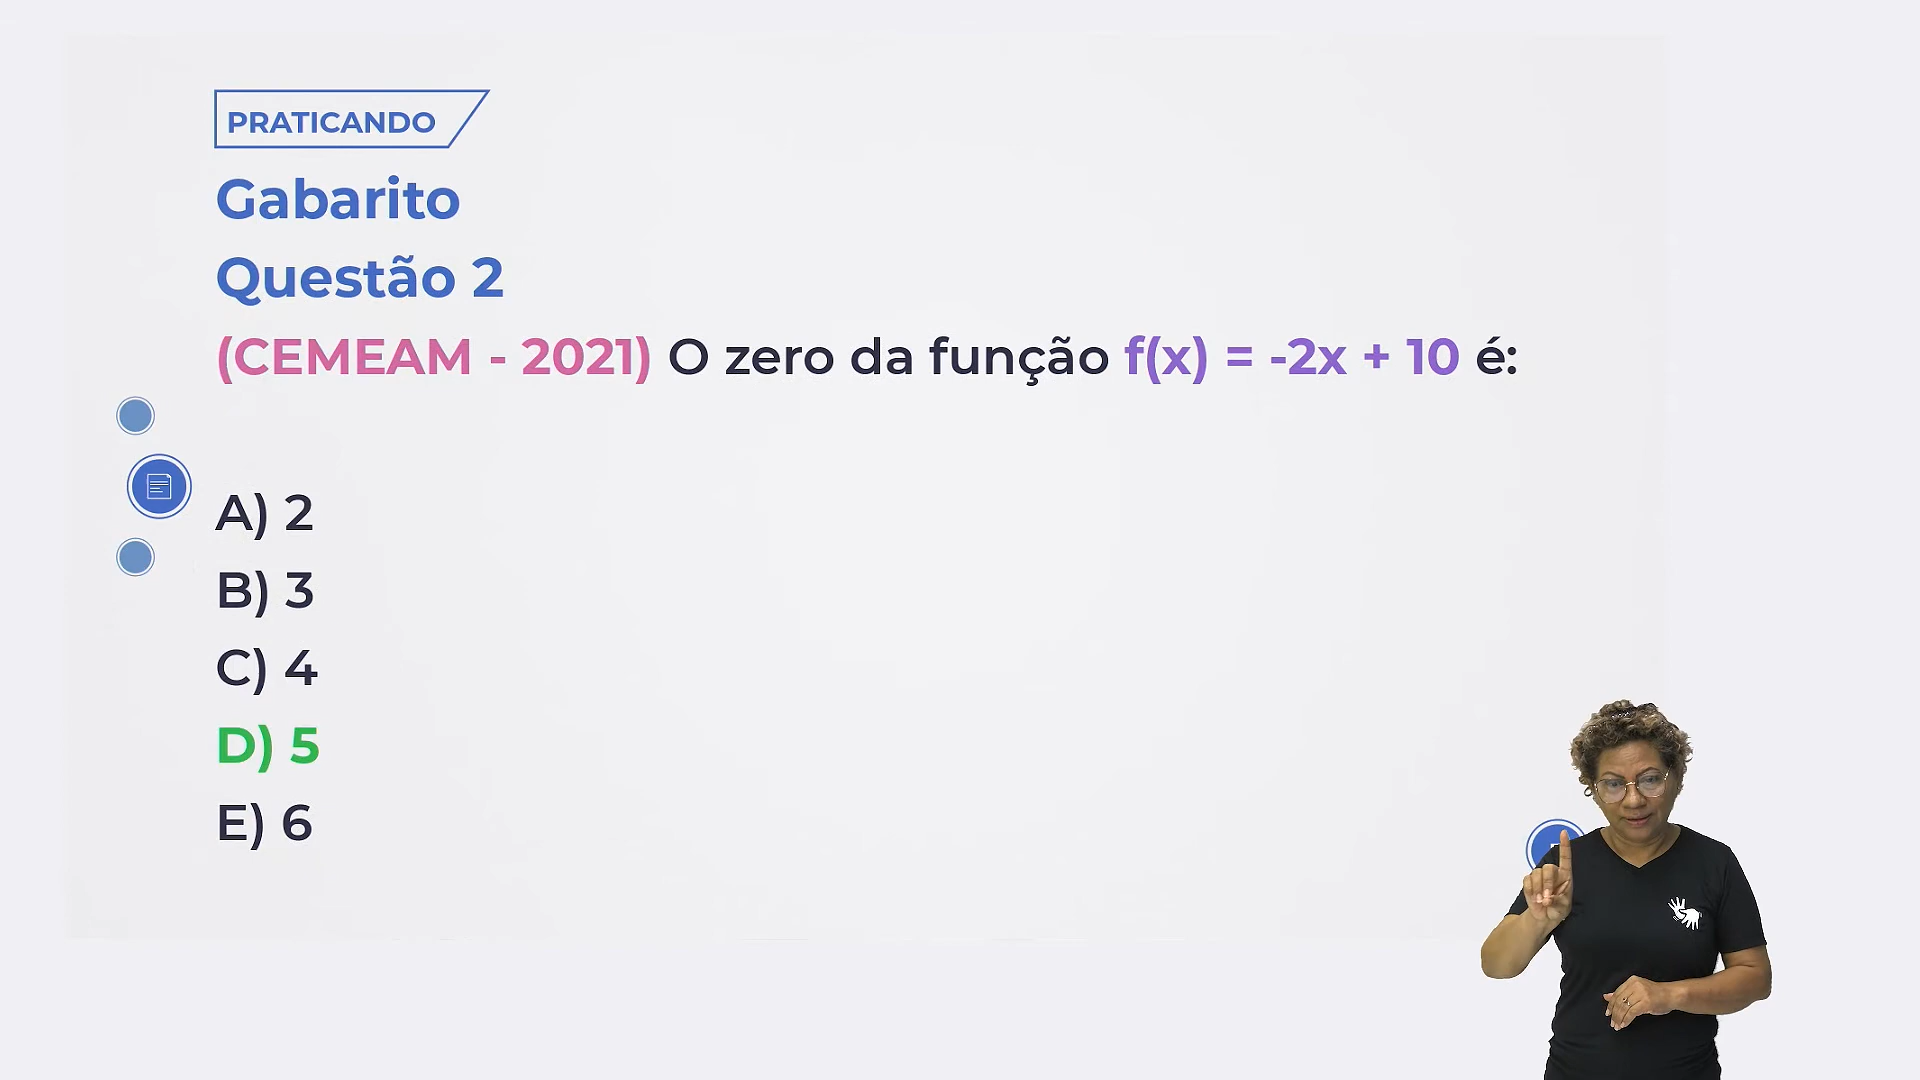 PRATICANDO
Gabarito
Questão 2
(CEMEAM - 2021) O zero da função f(x) = -2x + 10 é:
A) 2
B) 3
C) 4
D) 5
E) 6